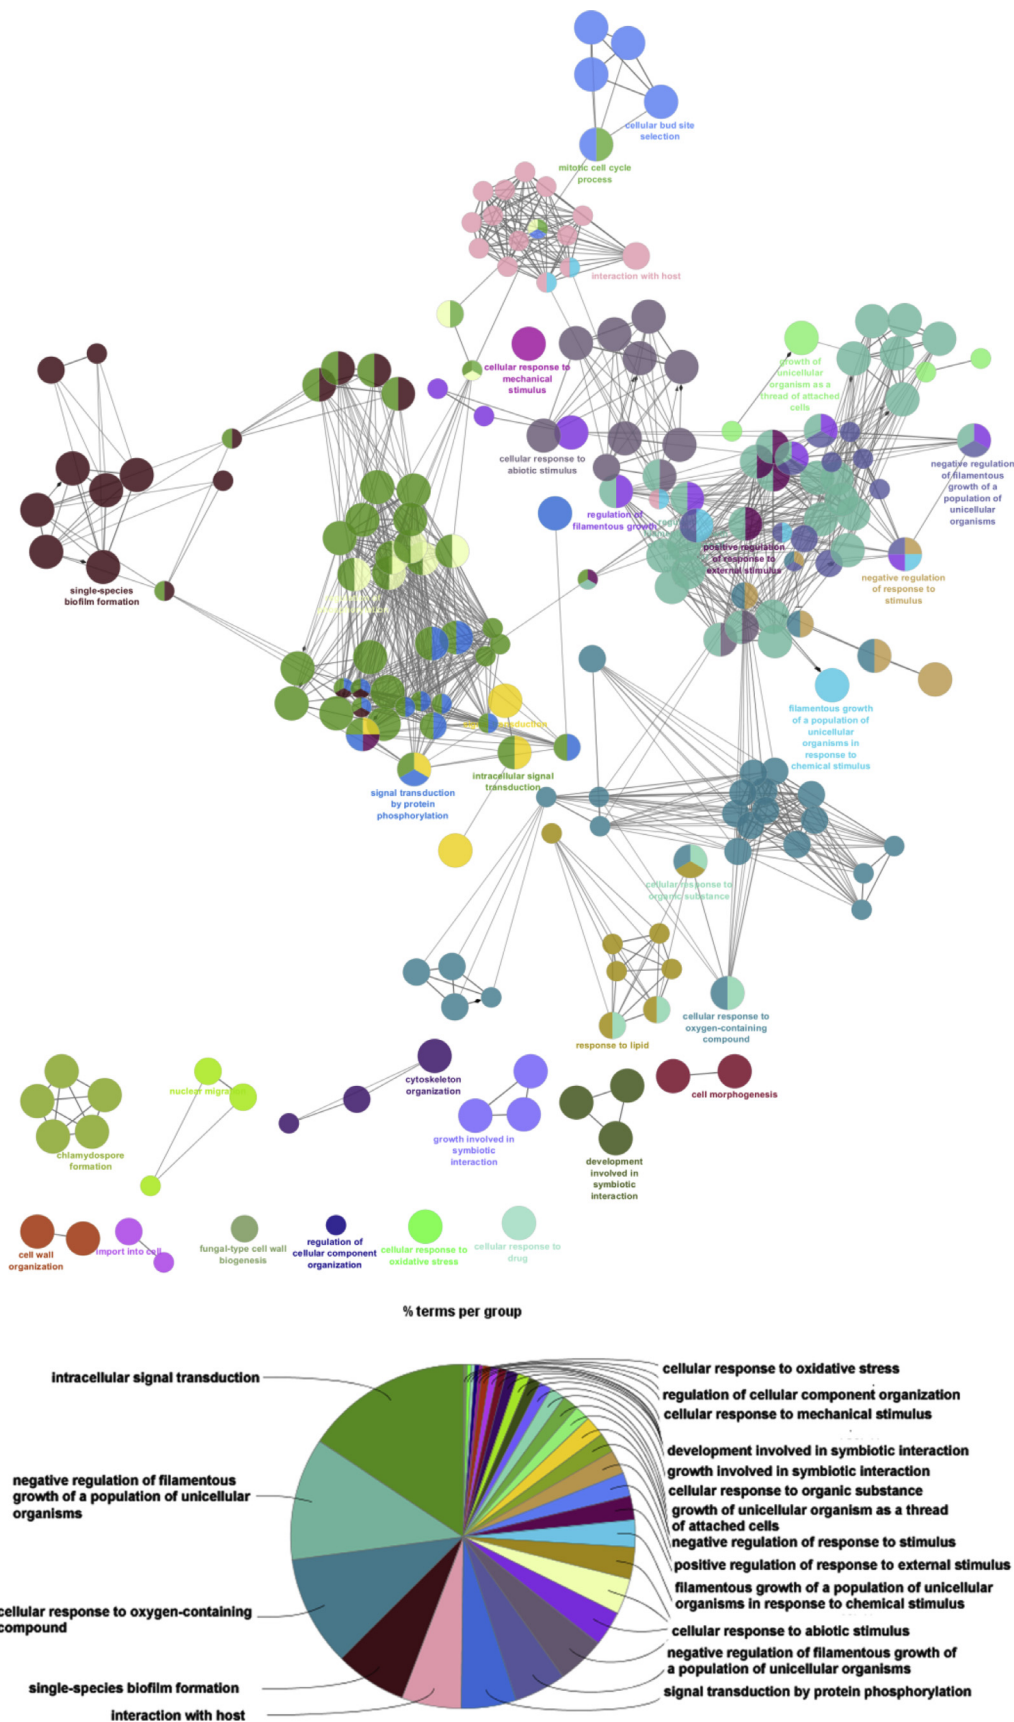 cellular bud site
selection
mitotic cell cycle
process
interaction with host
cellular response to
mechanical
stimulus
growth of
unicellular
organism as a
thread of attached
cells
cellular response to
abiotic stimulus
negative regulation
of filamentous
growth of a
population of
unicellular
organisms
regulation of
filamentous growth
positive regulation
of response to
external stimulus
negative regulation
of response to
stimulus
single-species
biofilm formation
filamentous growth
of a population of
unicellular
organisms in
response to
chemical stimulus
intracellular signal
transduction
signal transduction
by protein
phosphorylation
cellular response to
organic substance
cellular response to
oxygen-containing
compound
response to lipid
cytoskeleton
organization
nuclear migration
cell morphogenesis
growth involved in
symbiotic
interaction
chlamydospore
formation
development
involved in
symbiotic
interaction
cell wall
organization
import into cell
fungal-type cell wall
biogenesis
regulation of
cellular component
organization
cellular response to
oxidative stress
cellular response to
drug
% terms per group
intracellular signal transduction
negative regulation of filamentous
growth of a population of unicellular
organisms
cellular response to oxygen-containing
compound
single-species biofilm formation
interaction with host
cellular response to oxidative stress
regulation of cellular component organization
cellular response to mechanical stimulus
development involved in symbiotic interaction
growth involved in symbiotic interaction
cellular response to organic substance
growth of unicellular organism as a thread
of attached cells
negative regulation of response to stimulus
positive regulation of response to external stimulus
filamentous growth of a population of unicellular
organisms in response to chemical stimulus
cellular response to abiotic stimulus
negative regulation of filamentous growth of
a population of unicellular organisms
signal transduction by protein phosphorylation